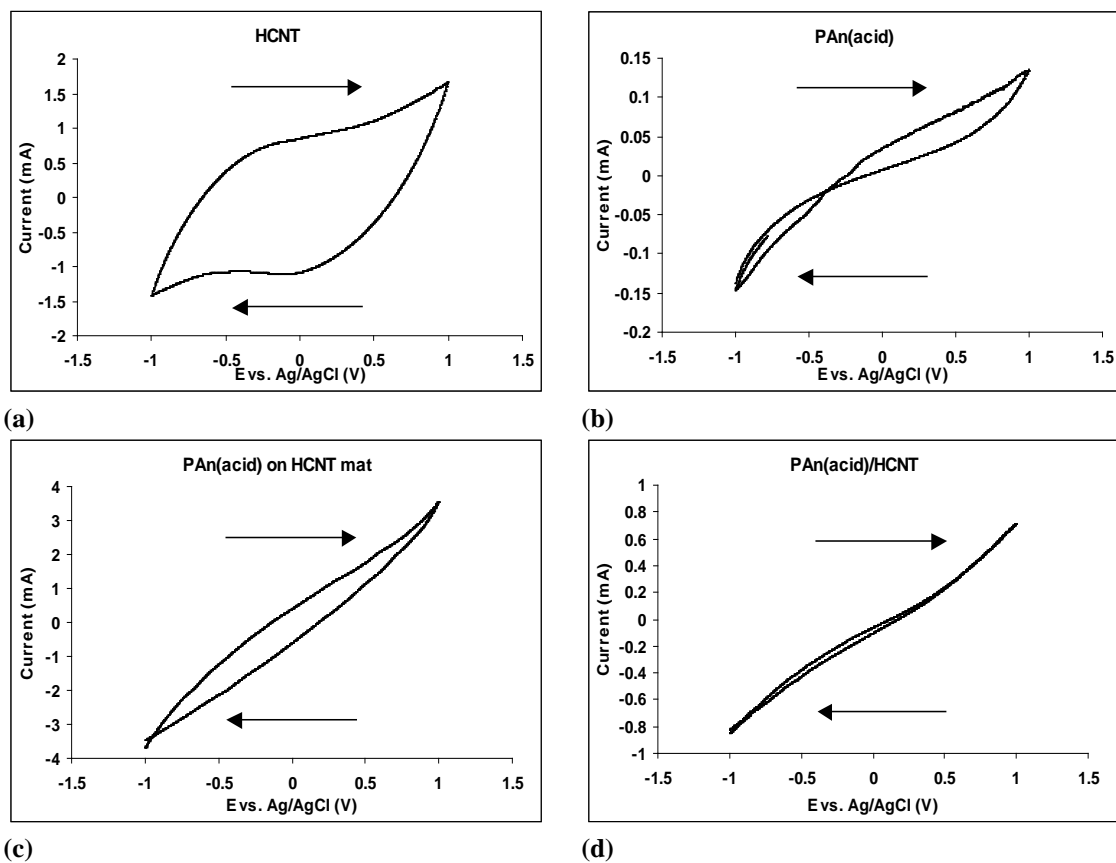 HCNT
2
1.5
1
0.5
0
-0.5
-1
-1.5
-2
-1.5 -1 -0.5 0 0.5 1 1.5
E vs. Ag/AgCl (V)
Current (mA)
(a)
PAn(acid)
0.15
0.1
0.05
0
-0.05
-0.1
-0.15
-0.2
-1.5 -1 -0.5 0 0.5 1 1.5
E vs. Ag/AgCl (V)
Current (mA)
(b)
PAn(acid) on HCNT mat
4
3
2
1
0
-1
-2
-3
-4
-1.5 -1 -0.5 0 0.5 1 1.5
E vs. Ag/AgCl (V)
Current (mA)
(c)
PAn(acid)/HCNT
1
0.8
0.6
0.4
0.2
0
-0.2
-0.4
-0.6
-0.8
-1
-1.5 -1 -0.5 0 0.5 1 1.5
E vs. Ag/AgCl (V)
Current (mA)
(d)